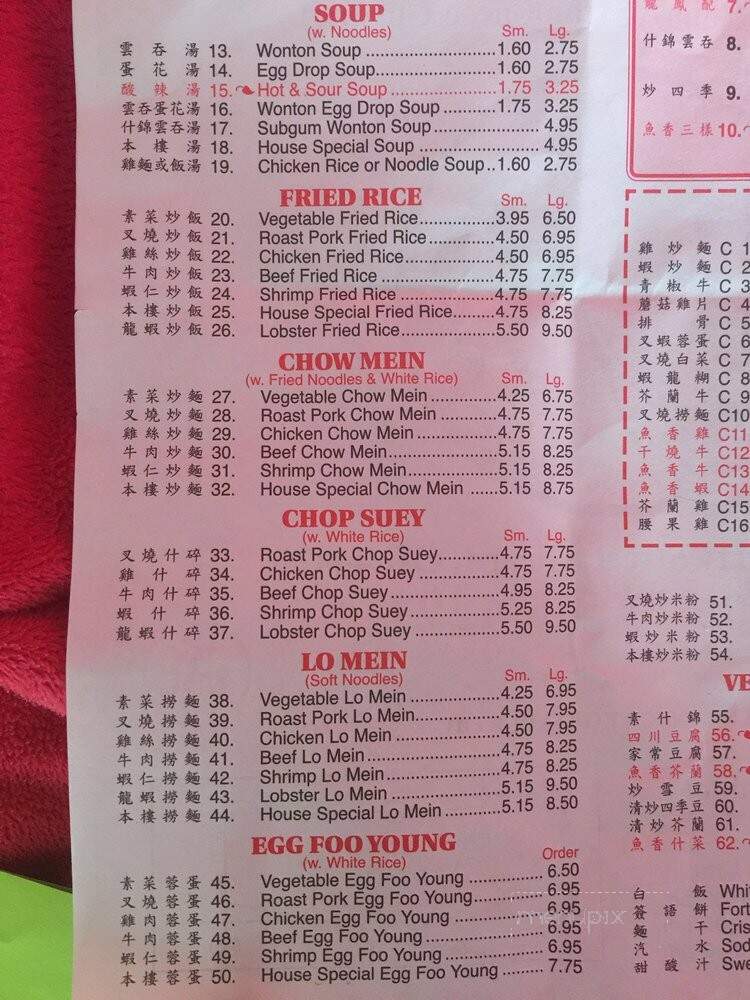 SOUP
(w. Noodles) Sm. Lg.
雲吞湯 13. Wonton Soup 1.60 2.75
蛋花湯 14. Egg Drop Soup 1.60 2.75
酸辣湯 15. Hot & Sour Soup 1.75 3.25
雲吞蛋花湯 16. Wonton Egg Drop Soup 1.75 3.25
什錦雲吞湯 17. Subgum Wonton Soup 4.95
本樓湯 18. House Special Soup 4.95
雞麵或飯湯 19. Chicken Rice or Noodle Soup 1.60 2.75
FRIED RICE Sm. Lg.
素菜炒飯 20. Vegetable Fried Rice 3.95 6.50
叉燒炒飯 21. Roast Pork Fried Rice 4.50 6.95
雞絲炒飯 22. Chicken Fried Rice 4.50 6.95
牛肉炒飯 23. Beef Fried Rice 4.75 7.75
蝦仁炒飯 24. Shrimp Fried Rice 4.75 7.75
本樓炒飯 25. House Special Fried Rice 4.75 8.25
龍蝦炒飯 26. Lobster Fried Rice 5.50 9.50
CHOW MEIN
(w. Fried Noodles & White Rice) Sm. Lg.
素菜炒麵 27. Vegetable Chow Mein 4.25 6.75
叉燒炒麵 28. Roast Pork Chow Mein 4.75 7.75
雞絲炒麵 29. Chicken Chow Mein 4.75 7.75
牛肉炒麵 30. Beef Chow Mein 5.15 8.25
蝦仁炒麵 31. Shrimp Chow Mein 5.15 8.25
本樓炒麵 32. House Special Chow Mein 5.15 8.75
CHOP SUEY
(w. White Rice) Sm. Lg.
叉燒什碎 33. Roast Pork Chop Suey 4.75 7.75
雞什碎 34. Chicken Chop Suey 4.75 7.75
牛肉什碎 35. Beef Chop Suey 4.95 8.25
蝦什碎 36. Shrimp Chop Suey 5.25 8.25
龍蝦什碎 37. Lobster Chop Suey 5.50 9.50
LO MEIN
(Soft Noodles) Sm. Lg.
素菜撈麵 38. Vegetable Lo Mein 4.25 6.95
叉燒撈麵 39. Roast Pork Lo Mein 4.50 7.95
雞絲撈麵 40. Chicken Lo Mein 4.50 7.95
牛肉撈麵 41. Beef Lo Mein 4.75 8.25
蝦仁撈麵 42. Shrimp Lo Mein 4.75 8.25
龍蝦撈麵 43. Lobster Lo Mein 5.15 9.50
本樓撈麵 44. House Special Lo Mein 5.15 8.50
EGG FOO YOUNG
(w. White Rice) Order
素菜蓉蛋 45. Vegetable Egg Foo Young 6.50
叉燒蓉蛋 46. Roast Pork Egg Foo Young 6.95
雞肉蓉蛋 47. Chicken Egg Foo Young 6.95
牛肉蓉蛋 48. Beef Egg Foo Young 6.95
蝦仁蓉蛋 49. Shrimp Egg Foo Young 6.95
本樓蓉蛋 50. House Special Egg Foo Young 7.75
龍鳳配 7.
什錦雲吞 8.
炒四季 9.
魚香三樣 10.
雞炒麵 C 1
蝦炒麵 C 2
青椒牛 C 3
蘑菇雞片 C 4
排骨 C 5
叉蝦蓉蛋 C 6
叉燒白菜 C 7
蝦龍糊 C 8
芥蘭牛 C 9
叉燒撈麵 C10
魚香雞 C11
干燒牛 C12
魚香牛 C13
魚香蝦 C14
芥蘭雞 C15
腰果雞 C16
叉燒炒米粉 51.
牛肉炒米粉 52.
蝦炒米粉 53.
本樓炒米粉 54.
VE
素什錦 55.
四川豆腐 56.
家常豆腐 57.
魚香芥蘭 58.
炒雪豆 59.
清炒四季豆 60.
清炒芥蘭 61.
魚香什菜 62.
白飯 Whi
簽語餅 Fort
麵干 Cris
汽水 Sod
甜酸汁 Swe
menupix